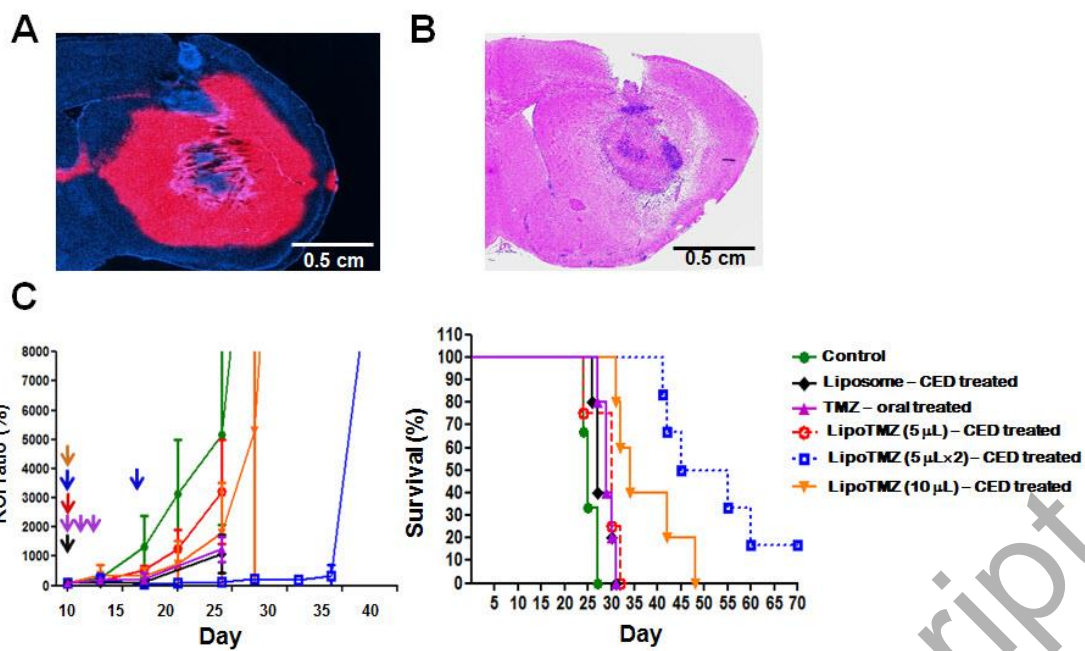 A
B
0.5 cm
0.5 cm
C
8000
7000
6000
5000
4000
3000
2000
1000
0
10 15 20 25 30 35 40
Day
110
100
90
80
70
60
50
40
30
20
10
0
Survival (%)
5 10 15 20 25 30 35 40 45 50 55 60 65 70
Day
Control
Liposome – CED treated
TMZ – oral treated
LipoTMZ (5 μL) – CED treated
LipoTMZ (5 μL×2) – CED treated
LipoTMZ (10 μL) – CED treated